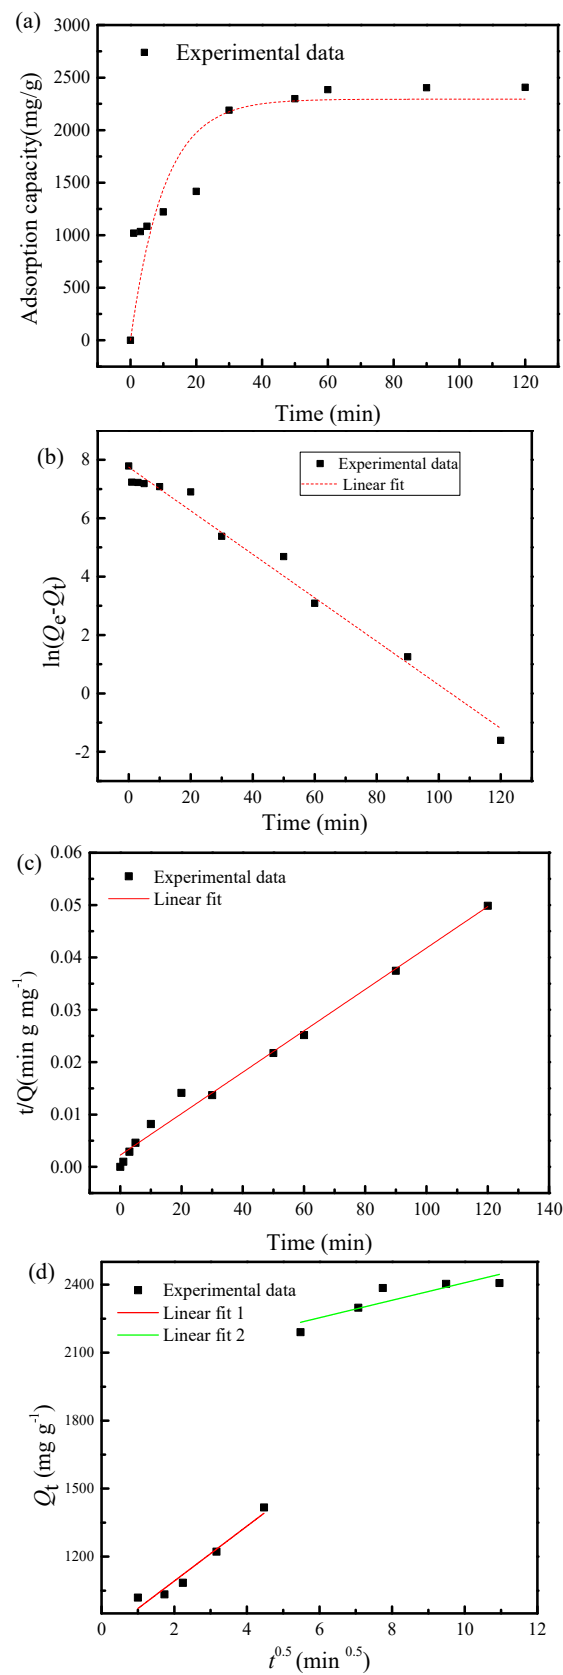 (a)
3000
2500
2000
1500
1000
500
0
Adsorption capacity(mg/g)
Experimental data
0 20 40 60 80 100 120
Time (min)
(b)
8
6
4
2
0
-2
ln(Qe-Qt)
Experimental data
Linear fit
0 20 40 60 80 100 120
Time (min)
(c)
0.06
0.05
0.04
0.03
0.02
0.01
0.00
t/Q(min g mg-1)
Experimental data
Linear fit
0 20 40 60 80 100 120 140
Time (min)
(d)
2400
2100
1800
1500
1200
Qt (mg g-1)
Experimental data
Linear fit 1
Linear fit 2
0 2 4 6 8 10 12
t0.5 (min 0.5)